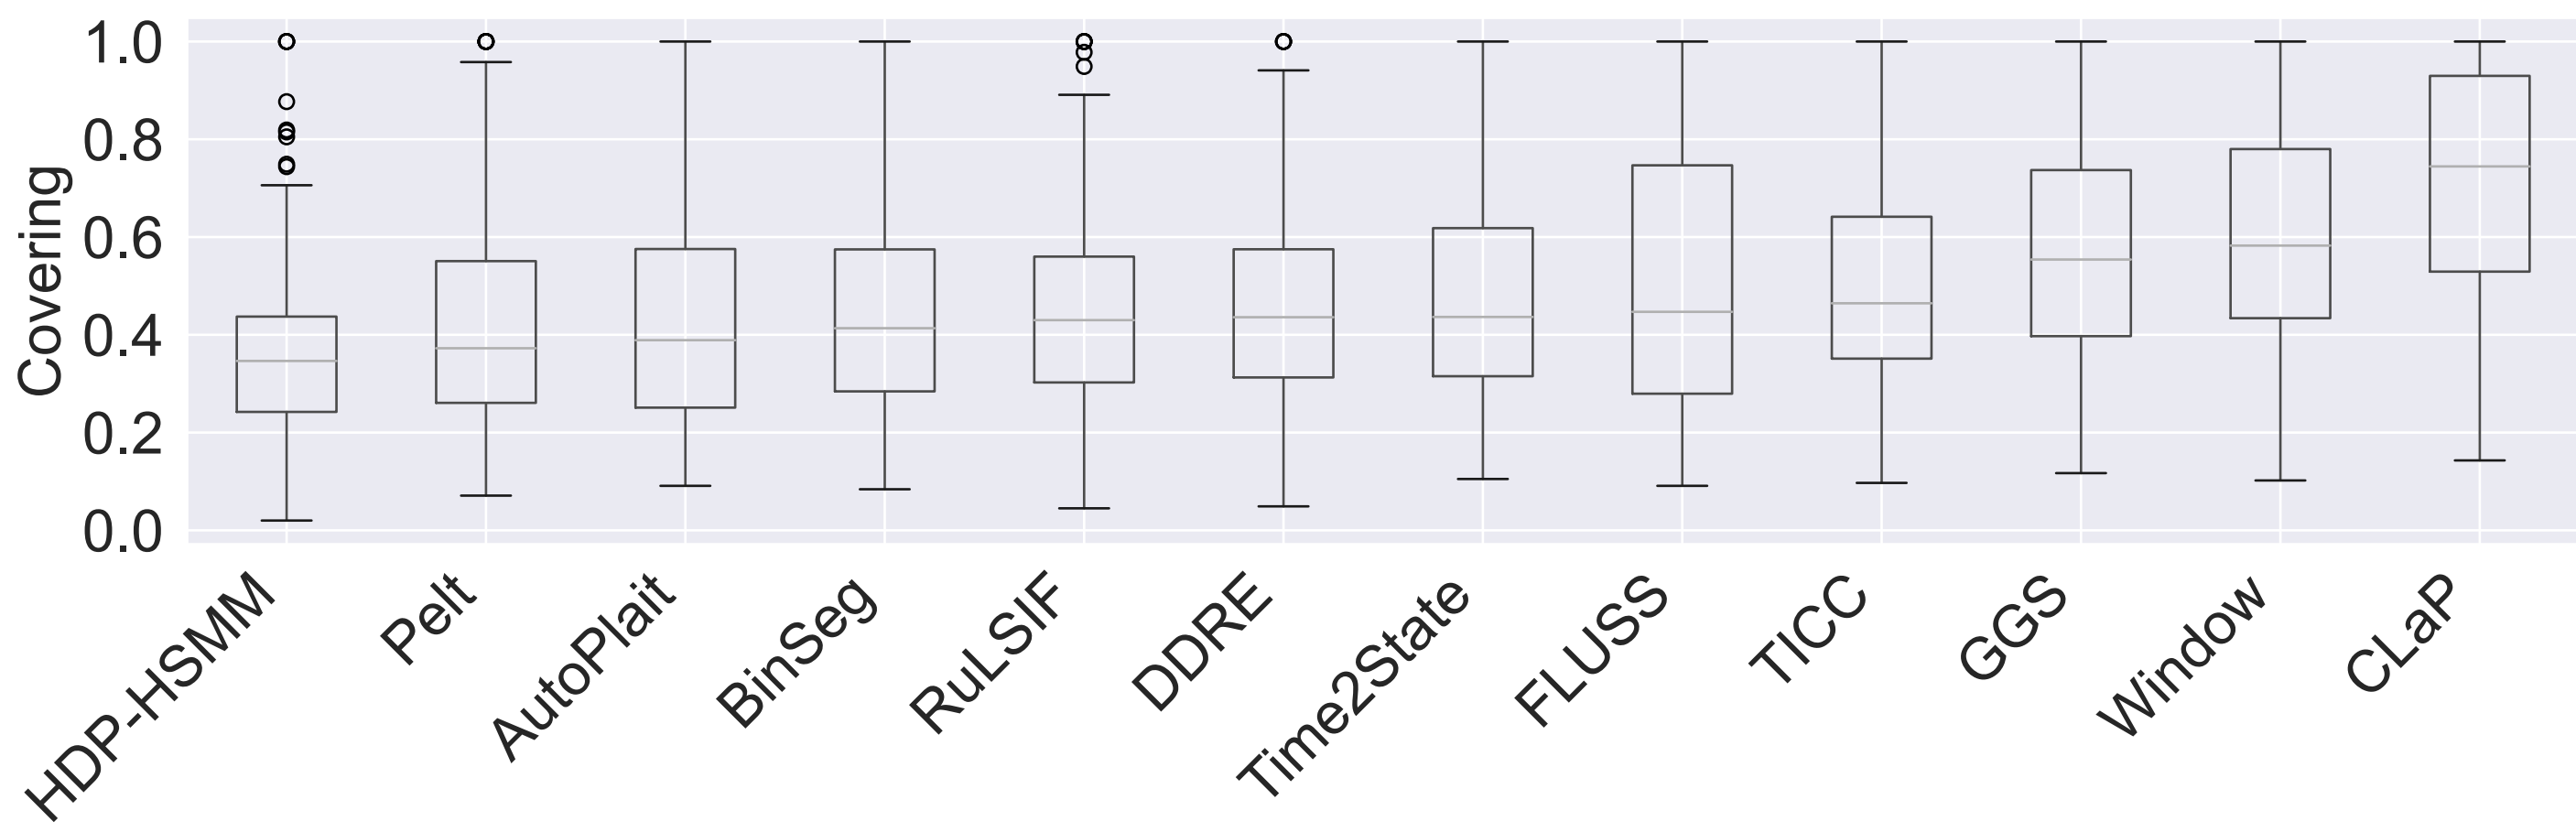 Covering
1.0
0.8
0.6
0.4
0.2
0.0
HDP-HSMM
Pelt
AutoPlait
BinSeg
RuLSIF
DDRE
Time2State
FLUSS
TICC
GGS
Window
CLaP